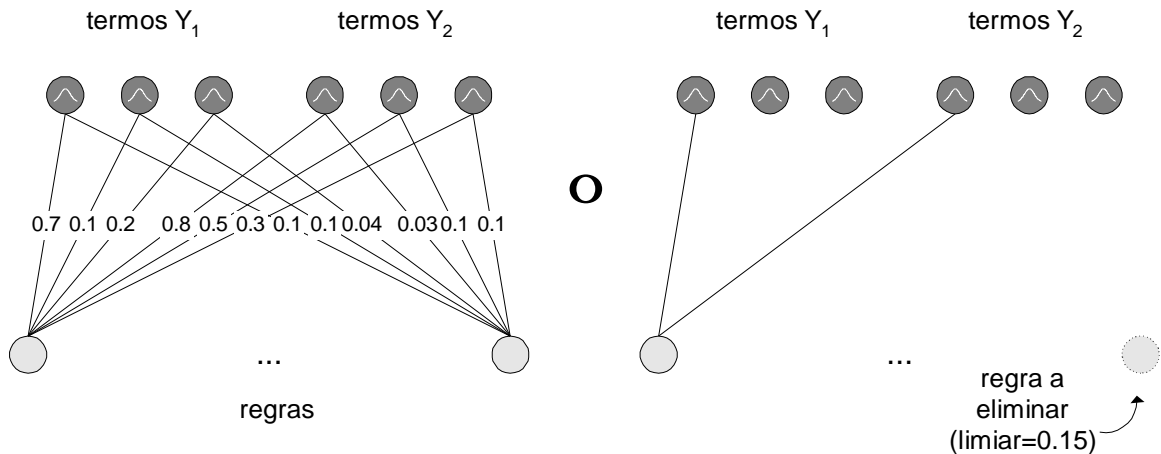 termos Y₁ termos Y₂ termos Y₁ termos Y₂
O
0.7 0.1 0.2 0.8 0.5 0.3 0.1 0.1 0.04 0.03 0.1 0.1
... ...
regras
regra a
eliminar
(limiar=0.15)